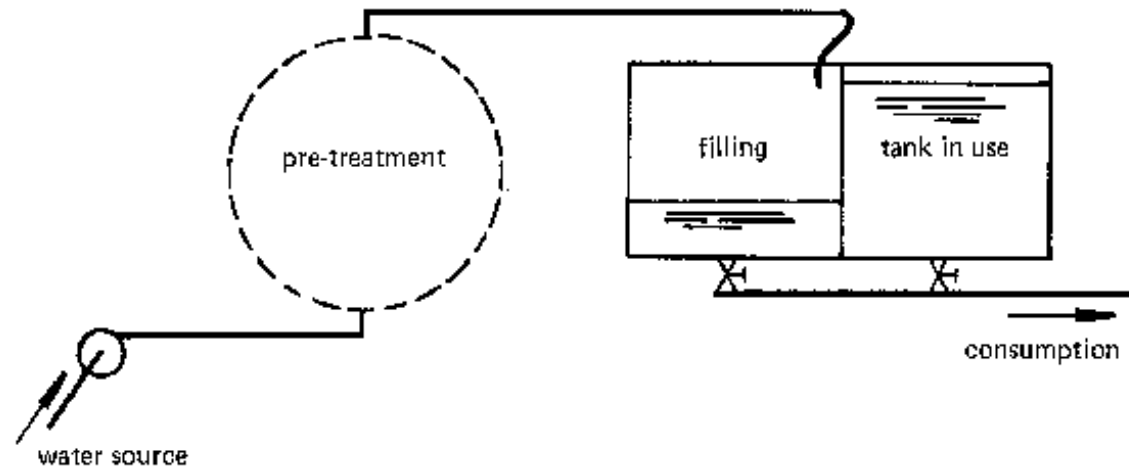 pre-treatment
filling
tank in use
consumption
water source